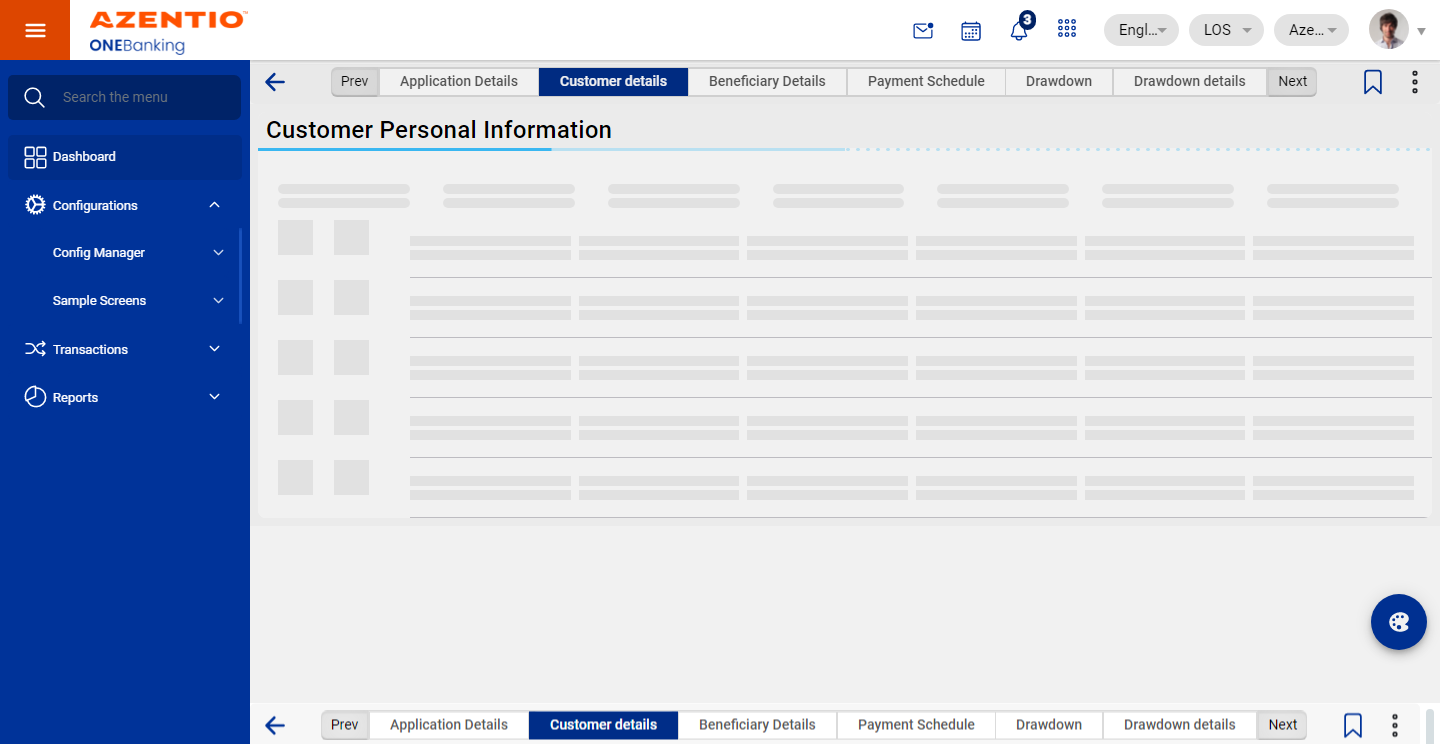 AZENTIO™
ONEBanking
3
Engl...
LOS
Aze...
Search the menu
Dashboard
Configurations
Config Manager
Sample Screens
Transactions
Reports
Prev Application Details Customer details Beneficiary Details Payment Schedule Drawdown Drawdown details Next
Customer Personal Information
Prev Application Details Customer details Beneficiary Details Payment Schedule Drawdown Drawdown details Next